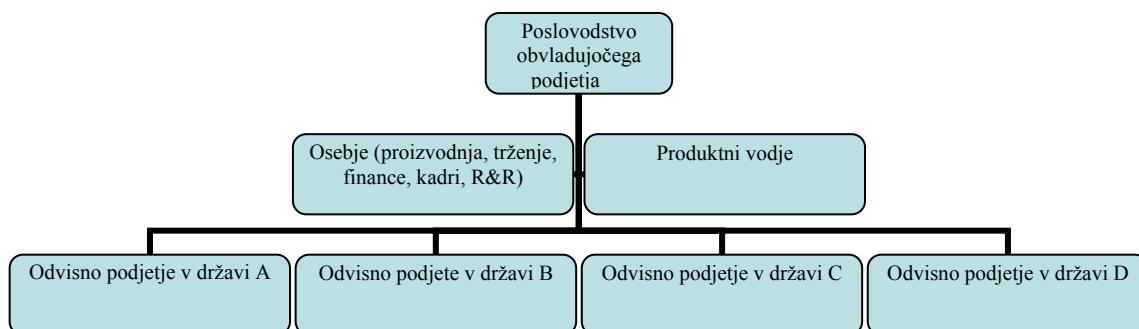 Poslovodstvo
obvladujočega
podjetja
Osebje (proizvodnja, trženje,
finance, kadri, R&R)
Produktni vodje
Odvisno podjetje v državi A
Odvisno podjete v državi B
Odvisno podjetje v državi C
Odvisno podjetje v državi D